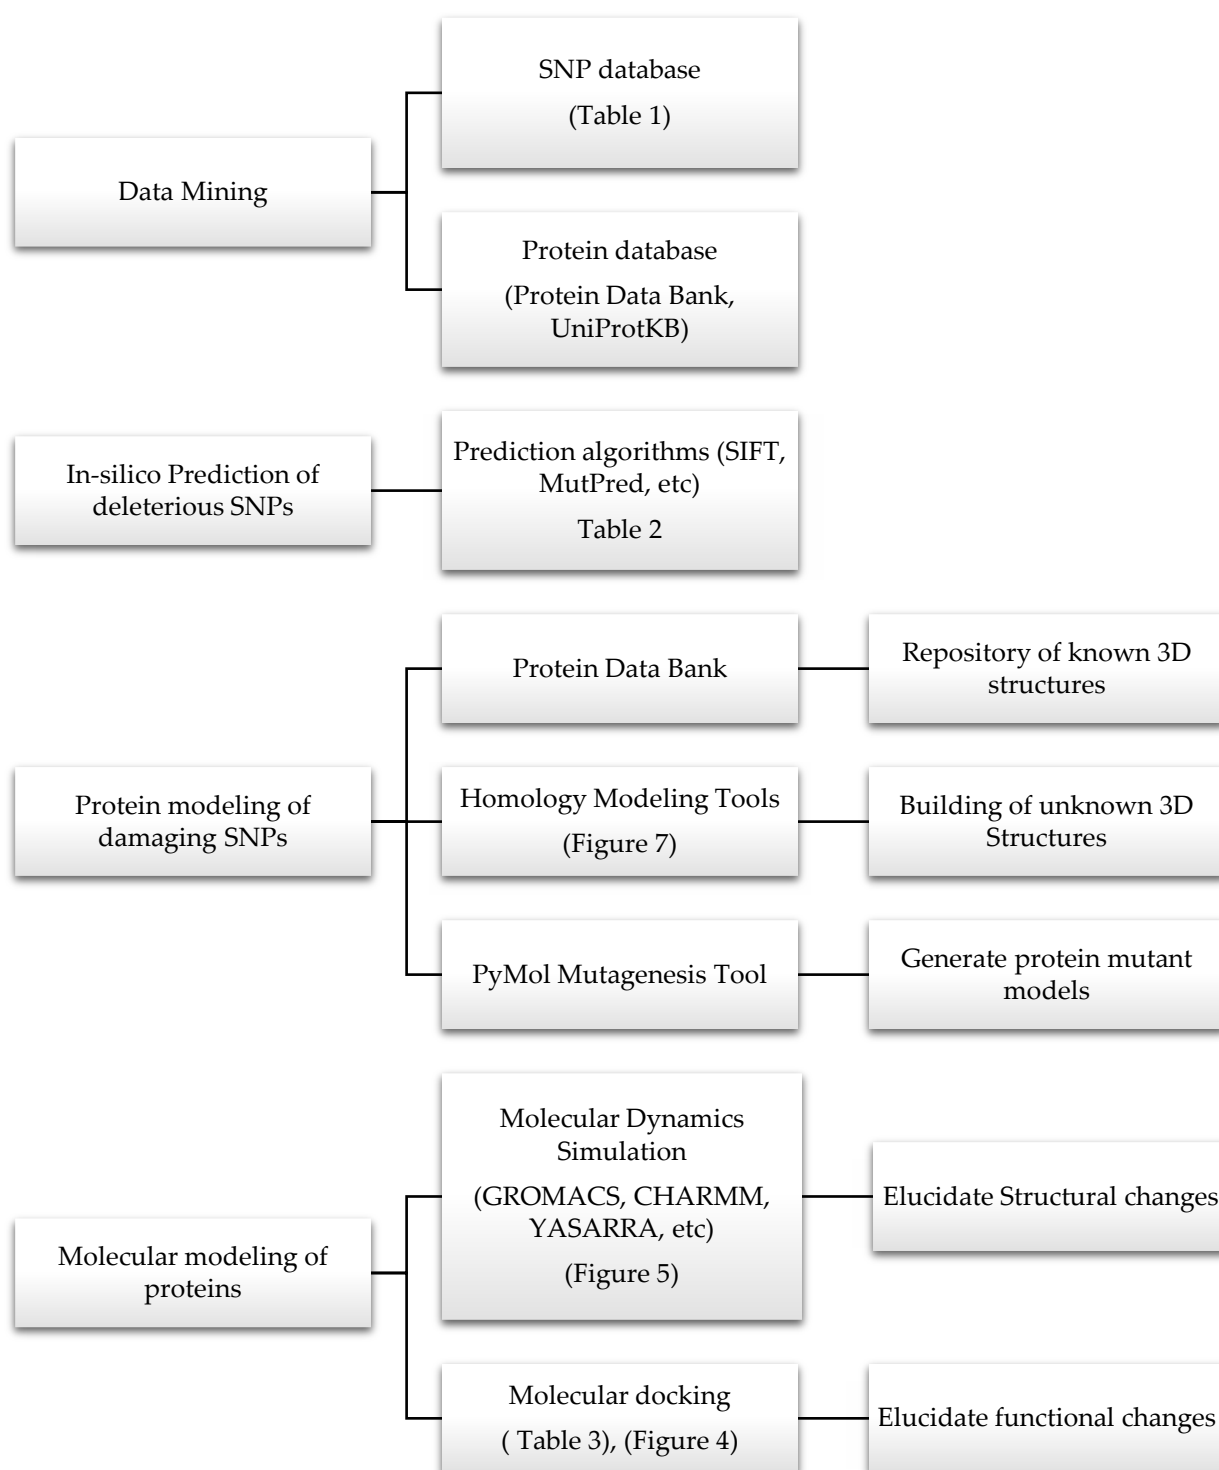 SNP database
(Table 1)
Data Mining
Protein database
(Protein Data Bank,
UniProtKB)
In-silico Prediction of
deleterious SNPs
Prediction algorithms (SIFT,
MutPred, etc)
Table 2
Protein Data Bank
Repository of known 3D
structures
Protein modeling of
damaging SNPs
Homology Modeling Tools
(Figure 7)
Building of unknown 3D
Structures
PyMol Mutagenesis Tool
Generate protein mutant
models
Molecular modeling of
proteins
Molecular Dynamics
Simulation
(GROMACS, CHARMM,
YASARRA, etc)
(Figure 5)
Elucidate Structural changes
Molecular docking
( Table 3), (Figure 4)
Elucidate functional changes